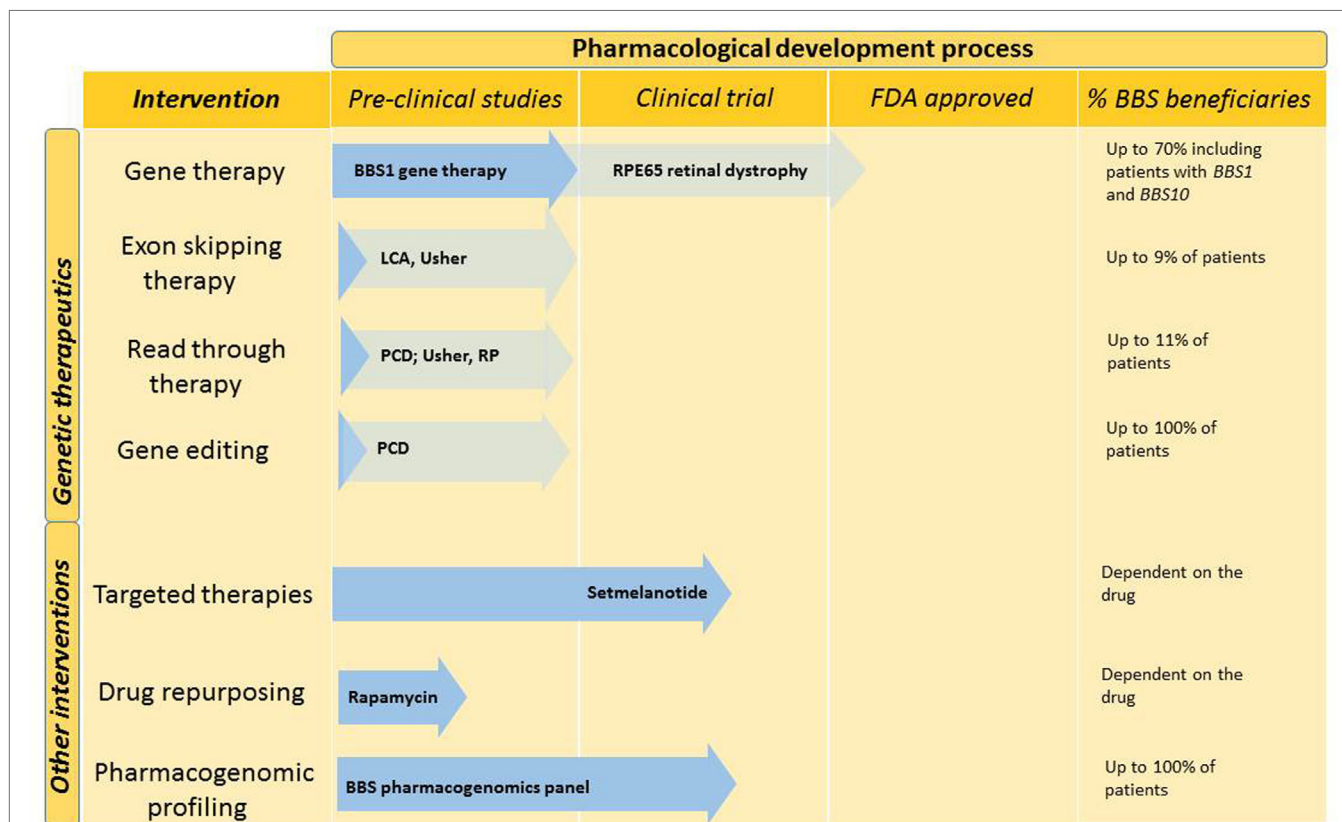 Pharmacological development process
Intervention
Pre-clinical studies
Clinical trial
FDA approved
% BBS beneficiaries
Genetic therapeutics
Gene therapy
BBS1 gene therapy
RPE65 retinal dystrophy
Up to 70% including
patients with BBS1
and BBS10
Exon skipping
therapy
LCA, Usher
Up to 9% of patients
Read through
therapy
PCD; Usher, RP
Up to 11% of
patients
Gene editing
PCD
Up to 100% of
patients
Other interventions
Targeted therapies
Setmelanotide
Dependent on the
drug
Drug repurposing
Rapamycin
Dependent on the
drug
Pharmacogenomic
profiling
BBS pharmacogenomics panel
Up to 100% of
patients